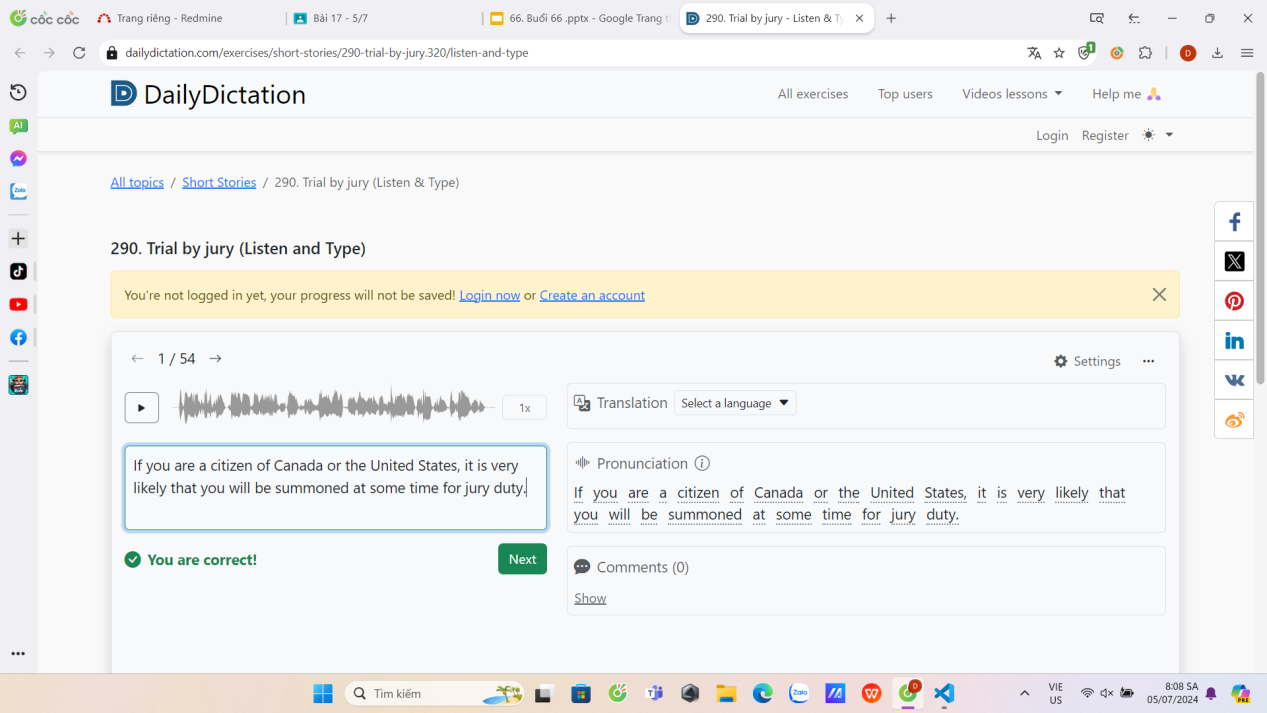 cốc cốc
Trang riêng - Redmine
Bài 17 - 5/7
66. Buổi 66 .pptx - Google Trang t
290. Trial by jury - Listen & Ty
dailydictation.com/exercises/short-stories/290-trial-by-jury.320/listen-and-type
1
D
DailyDictation
All exercises
Top users
Videos lessons
Help me
Login
Register
All topics / Short Stories / 290. Trial by jury (Listen & Type)
290. Trial by jury (Listen and Type)
You're not logged in yet, your progress will not be saved! Login now or Create an account
1 / 54
Settings
1x
Translation
Select a language
If you are a citizen of Canada or the United States, it is very
likely that you will be summoned at some time for jury duty.
Pronunciation
If you are a citizen of Canada or the United States, it is very likely that
you will be summoned at some time for jury duty.
You are correct!
Next
Comments (0)
Show
AI
Zalo
Tìm kiếm
Zalo
D
VIE
US
8:08 SA
05/07/2024
PRE